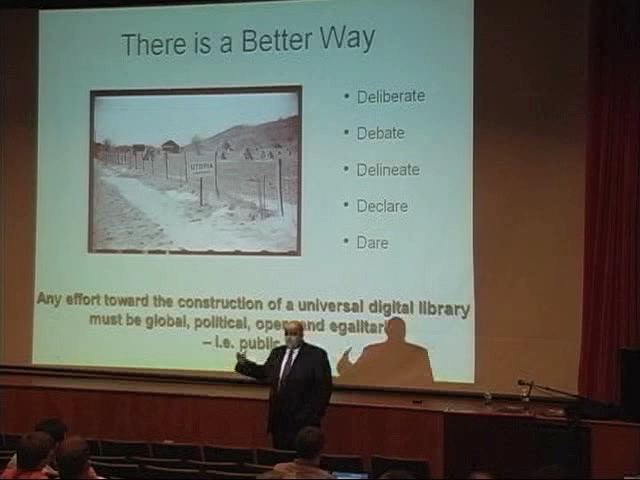 There is a Better Way
• Deliberate
• Debate
• Delineate
• Declare
• Dare
UTOPIA
Any effort toward the construction of a universal digital library
must be global, political, open and egalitarian
– I.e. public